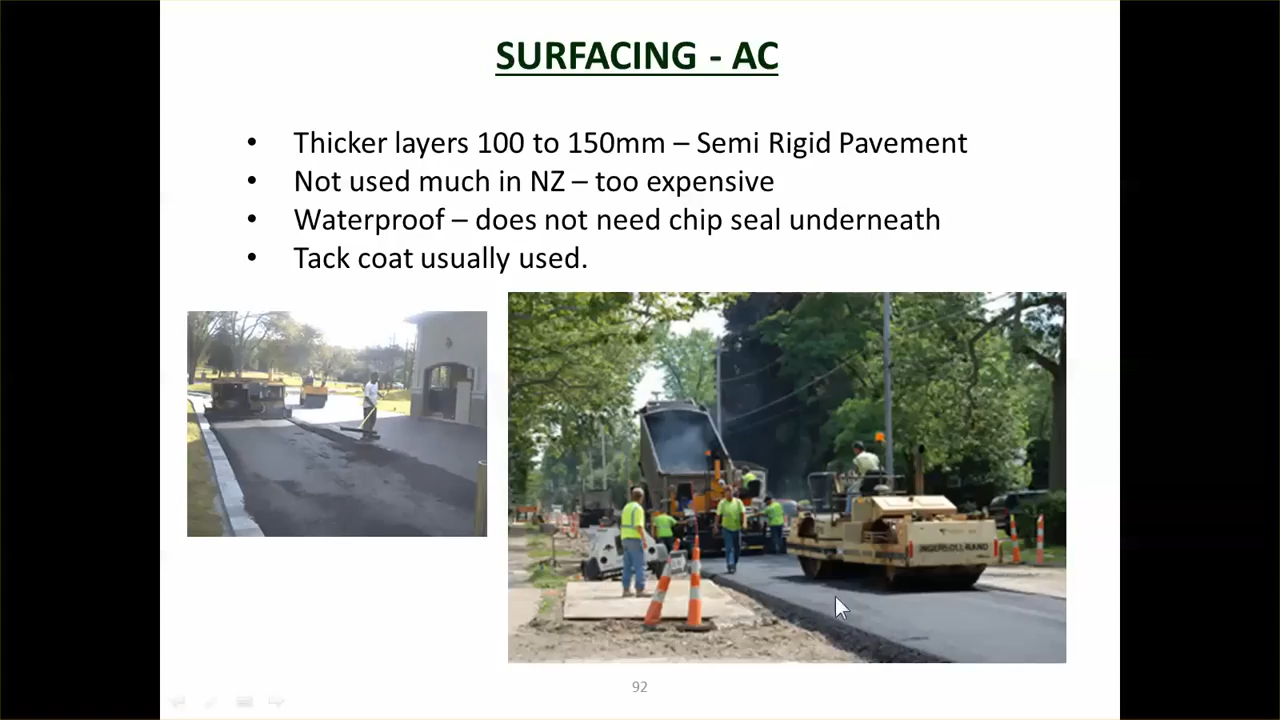 SURFACING - AC
• Thicker layers 100 to 150mm – Semi Rigid Pavement
• Not used much in NZ – too expensive
• Waterproof – does not need chip seal underneath
• Tack coat usually used.
INGERSOLL-RAND
92